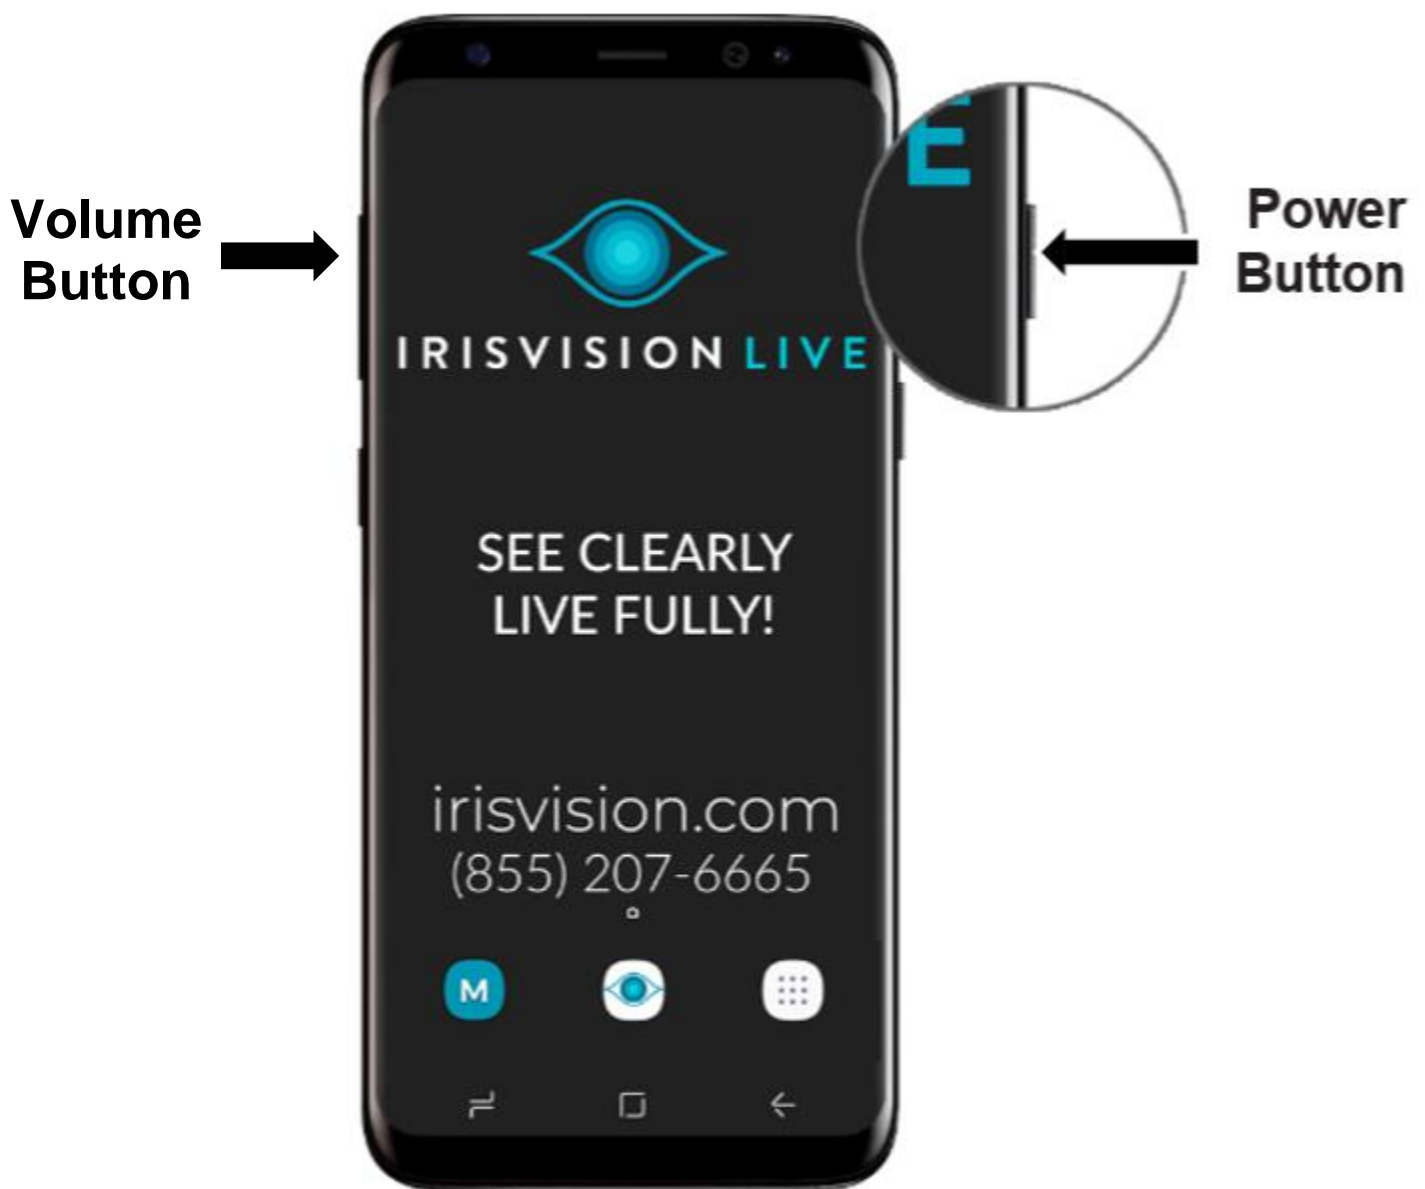 Volume
Button
E
Power
Button
IRISVISION LIVE
SEE CLEARLY
LIVE FULLY!
irisvision.com
(855) 207-6665
M